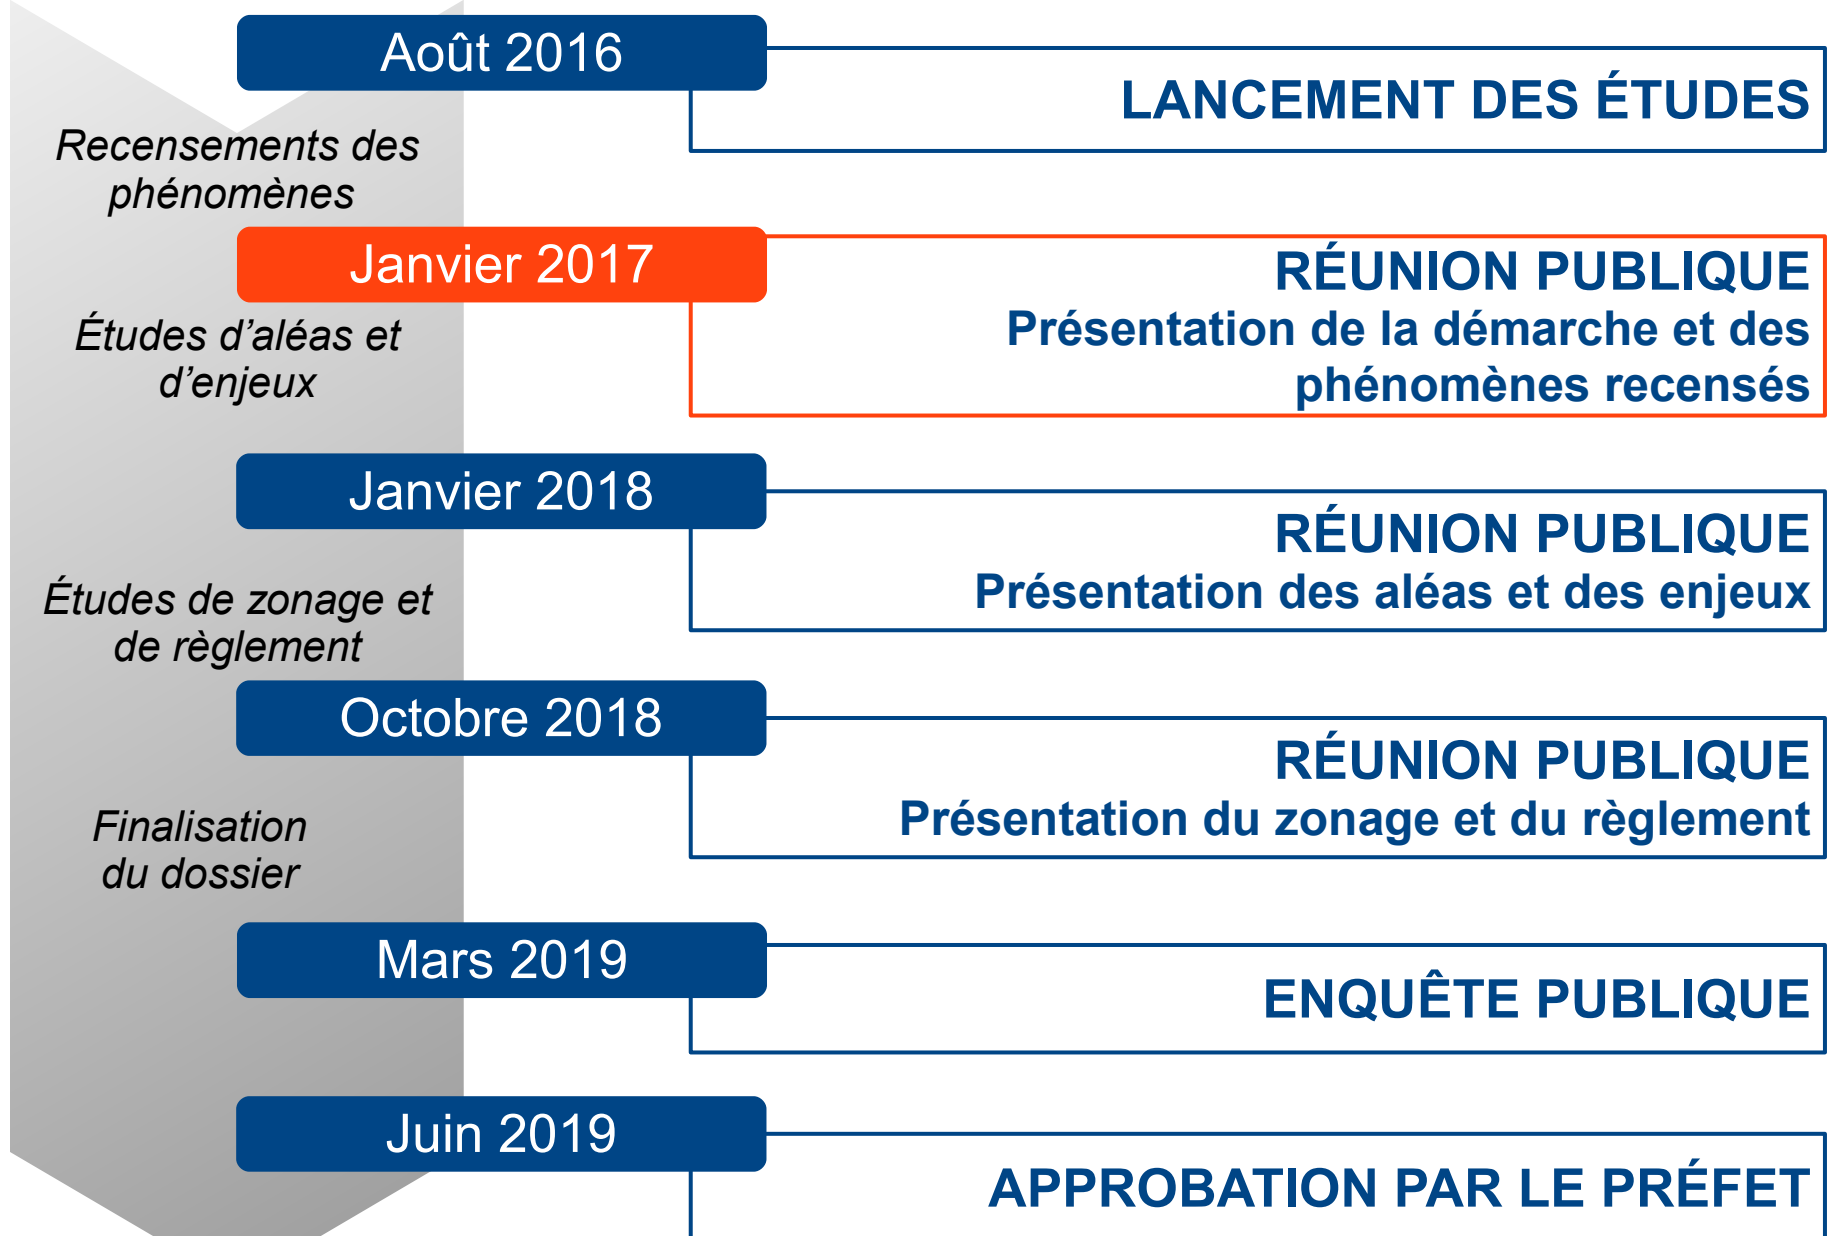 Août 2016
LANCEMENT DES ÉTUDES
Recensements des
phénomènes
Janvier 2017
RÉUNION PUBLIQUE
Présentation de la démarche et des
phénomènes recensés
Études d’aléas et
d’enjeux
Janvier 2018
RÉUNION PUBLIQUE
Présentation des aléas et des enjeux
Études de zonage et
de règlement
Octobre 2018
RÉUNION PUBLIQUE
Présentation du zonage et du règlement
Finalisation
du dossier
Mars 2019
ENQUÊTE PUBLIQUE
Juin 2019
APPROBATION PAR LE PRÉFET